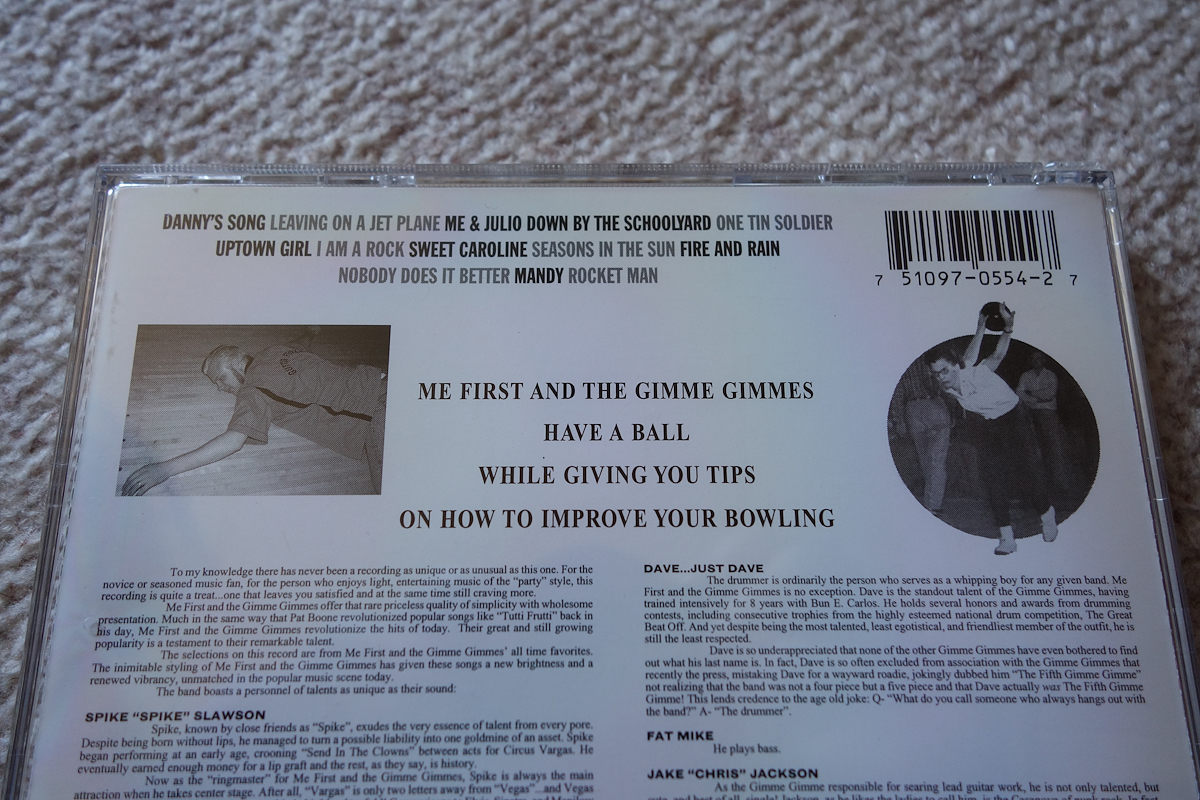 DANNY'S SONG LEAVING ON A JET PLANE ME & JULIO DOWN BY THE SCHOOLYARD ONE TIN SOLDIER
UPTOWN GIRL I AM A ROCK SWEET CAROLINE SEASONS IN THE SUN FIRE AND RAIN
NOBODY DOES IT BETTER MANDY ROCKET MAN
7 51097-0554-2 7
ME FIRST AND THE GIMME GIMMES
HAVE A BALL
WHILE GIVING YOU TIPS
ON HOW TO IMPROVE YOUR BOWLING
To my knowledge there has never been a recording as unique or as unusual as this one. For the
novice or seasoned music fan, for the person who enjoys light, entertaining music of the "party" style, this
recording is quite a treat...one that leaves you satisfied and at the same time still craving more.
Me First and the Gimme Gimmes offer that rare priceless quality of simplicity with wholesome
presentation. Much in the same way that Pat Boone revolutionized popular songs like "Tutti Frutti" back in
his day, Me First and the Gimme Gimmes revolutionize the hits of today. Their great and still growing
popularity is a testament to their remarkable talent.
The selections on this record are from Me First and the Gimme Gimmes' all time favorites.
The inimitable styling of Me First and the Gimme Gimmes has given these songs a new brightness and a
renewed vibrancy, unmatched in the popular music scene today.
The band boasts a personnel of talents as unique as their sound:
SPIKE "SPIKE" SLAWSON
Spike, known by close friends as "Spike", exudes the very essence of talent from every pore.
Despite being born without lips, he managed to turn a possible liability into one goldmine of an asset. Spike
began performing at an early age, crooning "Send In The Clowns" between acts for Circus Vargas. He
eventually earned enough money for a lip graft and the rest, as they say, is history.
Now as the "ringmaster" for Me First and the Gimme Gimmes, Spike is always the main
attraction when he takes center stage. After all, "Vargas" is only two letters away from "Vegas"...and Vegas
DAVE...JUST DAVE
The drummer is ordinarily the person who serves as a whipping boy for any given band. Me
First and the Gimme Gimmes is no exception. Dave is the standout talent of the Gimme Gimmes, having
trained intensively for 8 years with Bun E. Carlos. He holds several honors and awards from drumming
contests, including consecutive trophies from the highly esteemed national drum competition, The Great
Beat Off. And yet despite being the most talented, least egotistical, and friendliest member of the outfit, he is
still the least respected.
Dave is so underappreciated that none of the other Gimme Gimmes have even bothered to find
out what his last name is. In fact, Dave is so often excluded from association with the Gimme Gimmes that
recently the press, mistaking Dave for a wayward roadie, jokingly dubbed him "The Fifth Gimme Gimme"
not realizing that the band was not a four piece but a five piece and that Dave actually was The Fifth Gimme
Gimme! This lends credence to the age old joke: Q- "What do you call someone who always hangs out with
the band?" A- "The drummer".
FAT MIKE
He plays bass.
JAKE "CHRIS" JACKSON
As the Gimme Gimme responsible for searing lead guitar work, he is not only talented, but